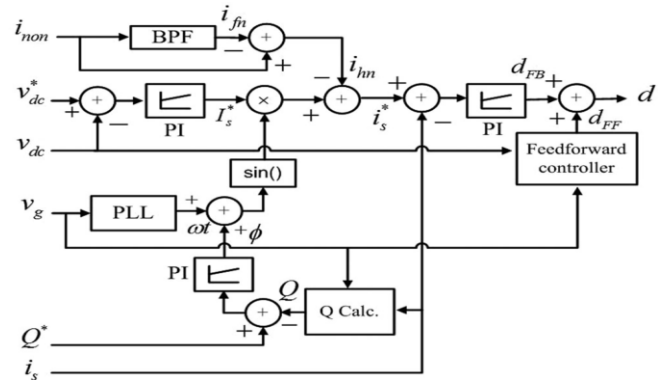 i_non
BPF
i_fn
−
+
+
i_hn
v*_dc
+
−
+
PI
I*_s
×
−
+
+
i*_s
+
−
+
PI
d_FB
+
+
+
d
d_FF
v_dc
Feedforward
controller
sin()
v_g
PLL
+
ωt
+
+ϕ
PI
Q
Q Calc.
+
+
−
Q*
i_s